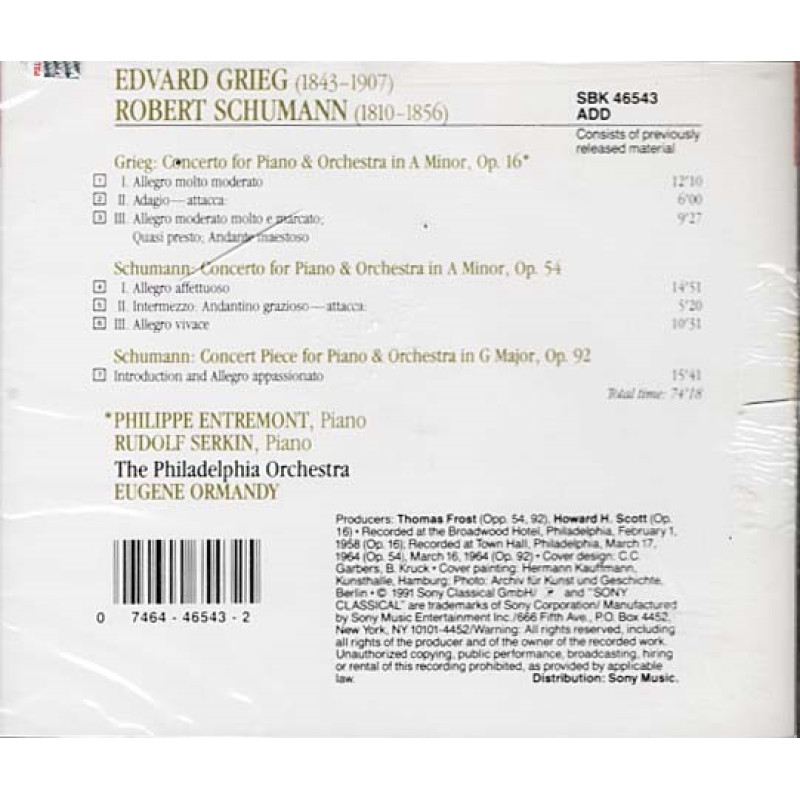 EDVARD GRIEG (1843–1907)
ROBERT SCHUMANN (1810–1856)
SBK 46543
ADD
Consists of previously
released material
Grieg: Concerto for Piano & Orchestra in A Minor, Op. 16*
1 I. Allegro molto moderato 12'10
2 II. Adagio—attacca: 6'00
3 III. Allegro moderato molto e marcato; 9'27
Quasi presto; Andante maestoso
Schumann: Concerto for Piano & Orchestra in A Minor, Op. 54
4 I. Allegro affettuoso 14'51
5 II. Intermezzo: Andantino grazioso—attacca: 5'20
6 III. Allegro vivace 10'31
Schumann: Concert Piece for Piano & Orchestra in G Major, Op. 92
7 Introduction and Allegro appassionato 15'41
Total time: 74'18
*PHILIPPE ENTREMONT, Piano
RUDOLF SERKIN, Piano
The Philadelphia Orchestra
EUGENE ORMANDY
Producers: Thomas Frost (Opp. 54, 92), Howard H. Scott (Op.
16) • Recorded at the Broadwood Hotel, Philadelphia, February 1,
1958 (Op. 16); Recorded at Town Hall, Philadelphia, March 17,
1964 (Op. 54), March 16, 1964 (Op. 92) • Cover design: C.C.
Garbers, B. Kruck • Cover painting: Hermann Kauffmann,
Kunsthalle, Hamburg; Photo: Archiv für Kunst und Geschichte,
Berlin • © 1991 Sony Classical GmbH/ and "SONY
CLASSICAL" are trademarks of Sony Corporation/ Manufactured
by Sony Music Entertainment Inc./666 Fifth Ave., P.O. Box 4452,
New York, NY 10101-4452/Warning: All rights reserved, including
all rights of the producer and of the owner of the recorded work.
Unauthorized copying, public performance, broadcasting, hiring
or rental of this recording prohibited, as provided by applicable
law. Distribution: Sony Music.
0 7464 - 46543 - 2